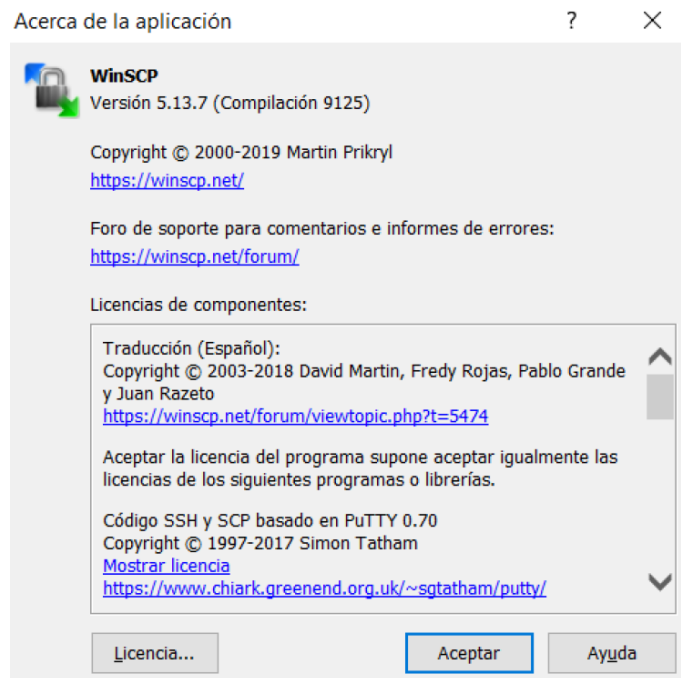 Acerca de la aplicación
?
WinSCP
Versión 5.13.7 (Compilación 9125)
Copyright © 2000-2019 Martin Prikryl
https://winscp.net/
Foro de soporte para comentarios e informes de errores:
https://winscp.net/forum/
Licencias de componentes:
Traducción (Español):
Copyright © 2003-2018 David Martin, Fredy Rojas, Pablo Grande
y Juan Razeto
https://winscp.net/forum/viewtopic.php?t=5474
Aceptar la licencia del programa supone aceptar igualmente las
licencias de los siguientes programas o librerías.
Código SSH y SCP basado en PuTTY 0.70
Copyright © 1997-2017 Simon Tatham
Mostrar licencia
https://www.chiark.greenend.org.uk/~sgtatham/putty/
Licencia... Aceptar Ayuda